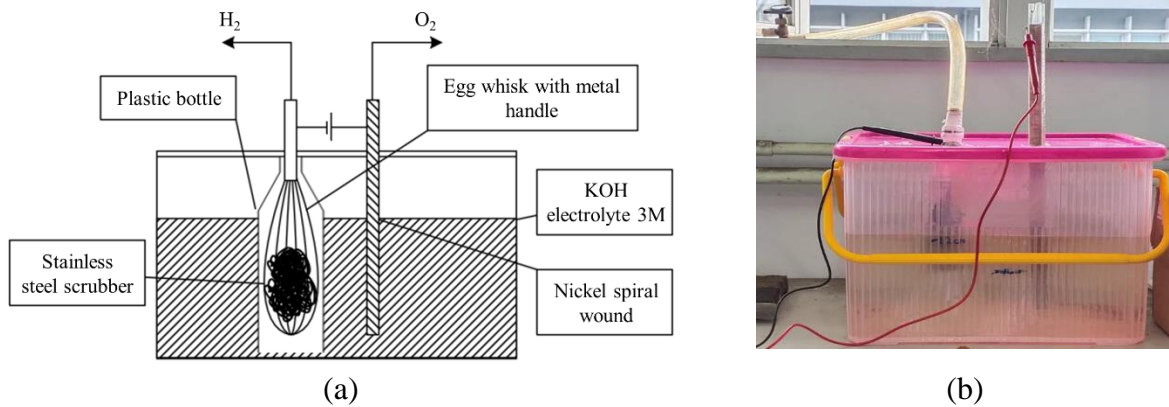 H₂
O₂
Plastic bottle
Egg whisk with metal
handle
KOH
electrolyte 3M
Stainless
steel scrubber
Nickel spiral
wound
(a)
(b)